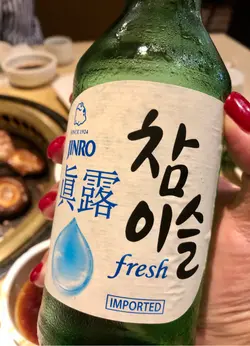 SINCE 1924
JINRO
眞露
참
이슬
fresh
IMPORTED